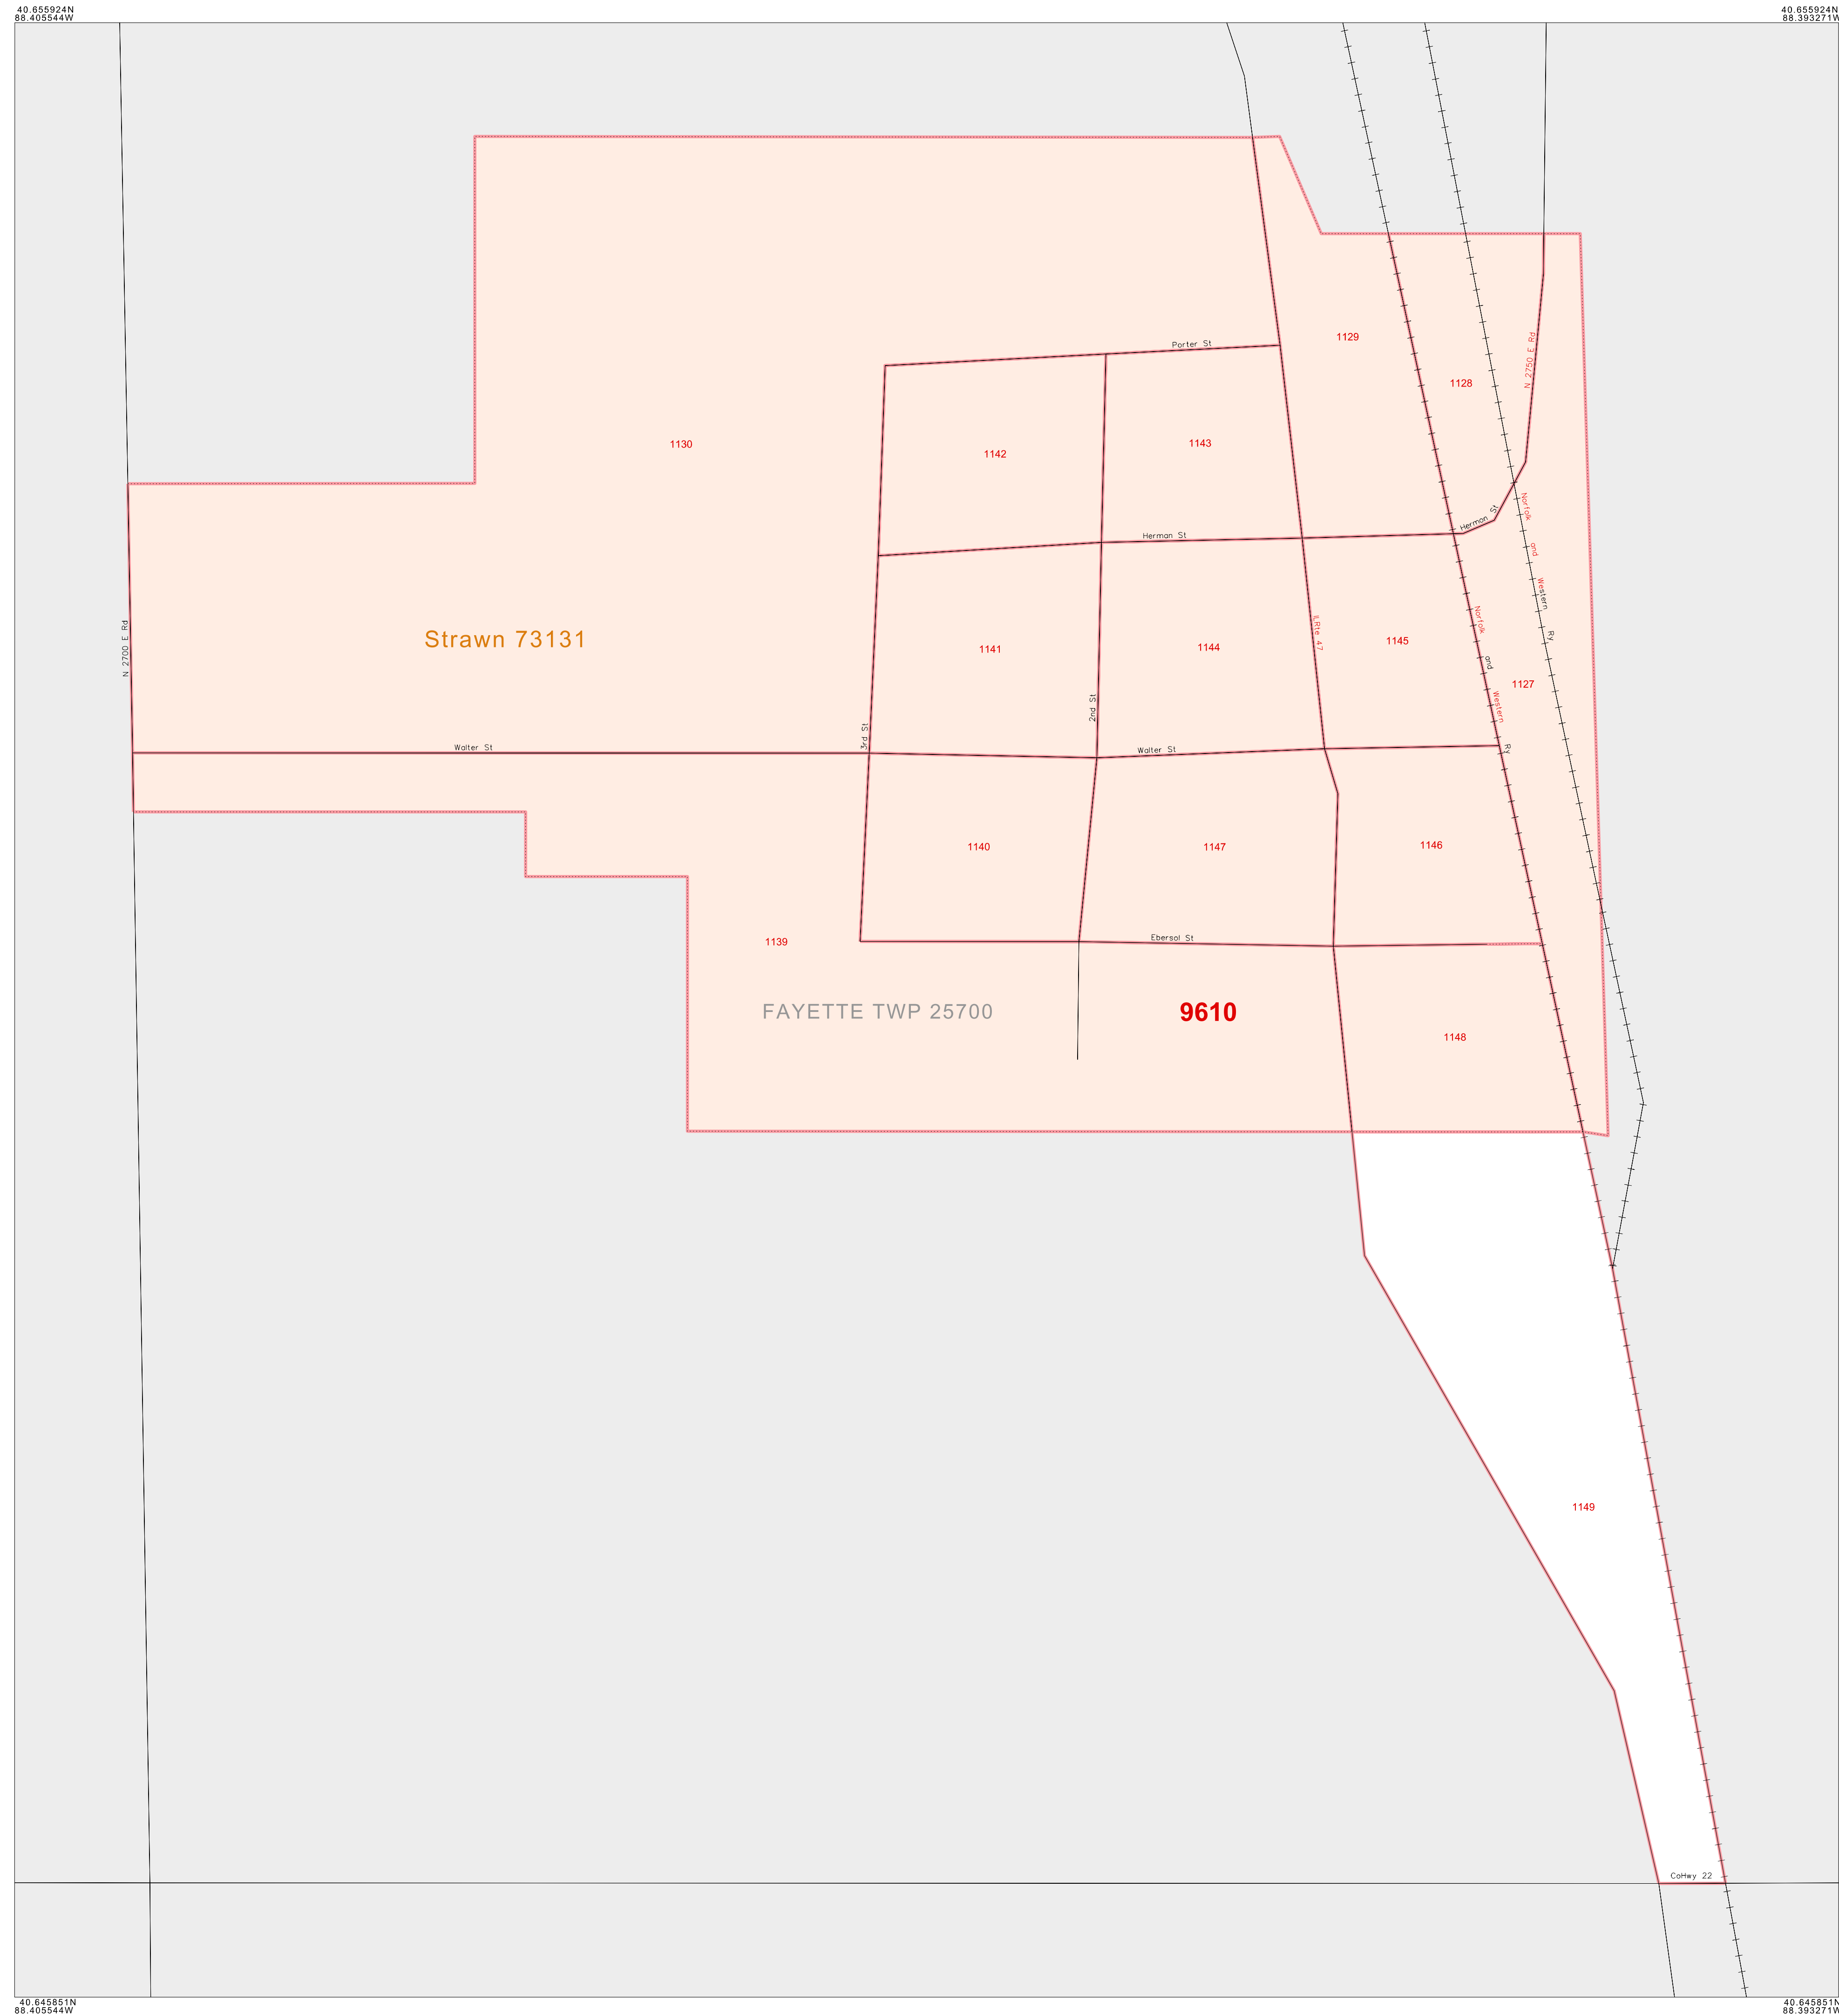 40.655924N
88.405544W
40.655924N
88.393271W
Porter St
1129
N 2750 E Rd
1128
1130
1143
1142
Norfolk and Western Ry
Herman St
Herman St
Norfolk and Western Ry
IL Rte 47
N 2700 E Rd
Strawn 73131
1141
1144
1145
1127
2nd St
3rd St
Walter St
Walter St
1140
1147
1146
1139
Ebersol St
FAYETTE TWP 25700
9610
1148
1149
CoHwy 22
40.645851N
88.405544W
40.645851N
88.393271W